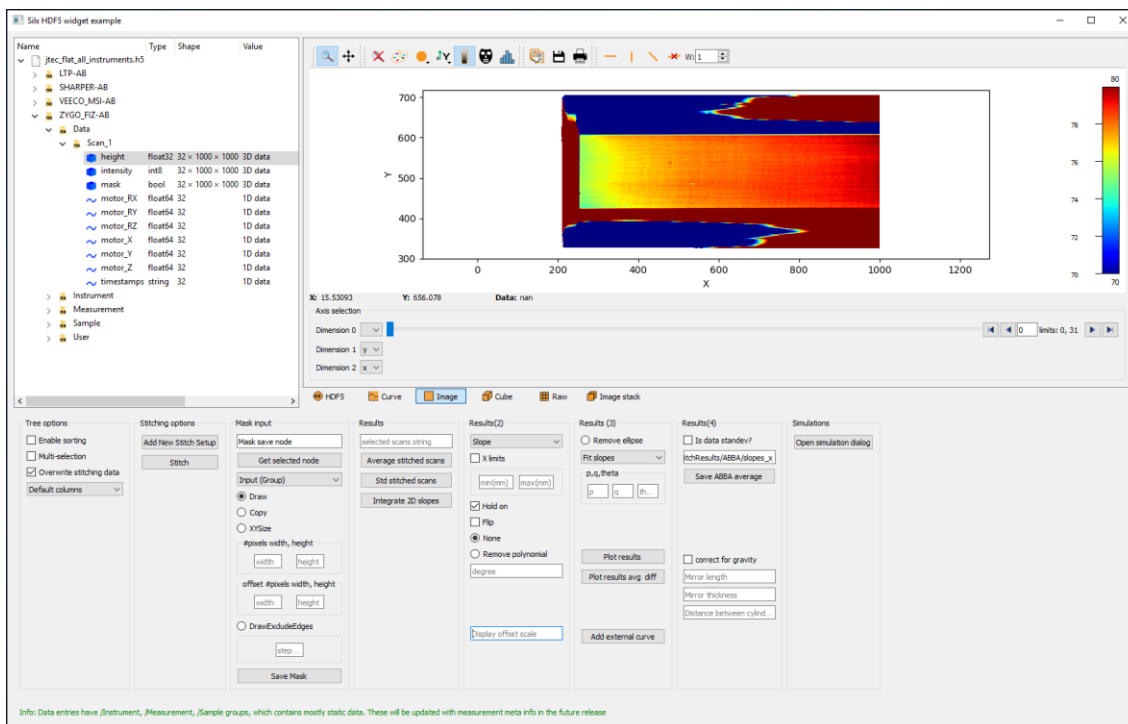 Silx HDF5 widget example
Name Type Shape Value
jtec_flat_all_instruments.h5
LTP-AB
SHARPER-AB
VEECO_MSI-AB
ZYGO_FIZ-AB
Data
Scan_1
height float32 32 × 1000 × 1000 3D data
intensity int8 32 × 1000 × 1000 3D data
mask bool 32 × 1000 × 1000 3D data
motor_RX float64 32 1D data
motor_RY float64 32 1D data
motor_RZ float64 32 1D data
motor_X float64 32 1D data
motor_Y float64 32 1D data
motor_Z float64 32 1D data
timestamps string 32 1D data
Instrument
Measurement
Sample
User
W: 1
700
600
500
400
300
Y
0 200 400 600 800 1000 1200
X
80
78
76
74
72
70
70
X: 15.53093 Y: 656.078 Data: nan
Axis selection
Dimension 0
0 limits: 0, 31
Dimension 1 y
Dimension 2 x
HDF5 Curve Image Cube Raw Image stack
Tree options
Enable sorting
Multi-selection
Overwrite stitching data
Default columns
Stitching options
Add New Stitch Setup
Stitch
Mask input
Mask save node
Get selected node
Input (Group)
Draw
Copy
XYSize
#pixels width, height
width height
offset #pixels width, height
width height
DrawExcludeEdges
step ...
Save Mask
Results
selected scans string
Average stitched scans
Std stitched scans
Integrate 2D slopes
Results(2)
Slope
X limits
min(mm) max(mm)
Hold on
Flip
None
Remove polynomial
degree
Display offset scale
Results (3)
Remove ellipse
Fit slopes
p,q,theta
p q th...
Plot results
Plot results avg diff
Add external curve
Results(4)
Is data standev?
itchResults/ABBA/slopes_x
Save ABBA average
correct for gravity
Mirror length
Mirror thickness
Distance between cylind...
Simulations
Open simulation dialog
Info: Data entries have /Instrument, /Measurement, /Sample groups, which contains mostly static data. These will be updated with measurement meta info in the future release